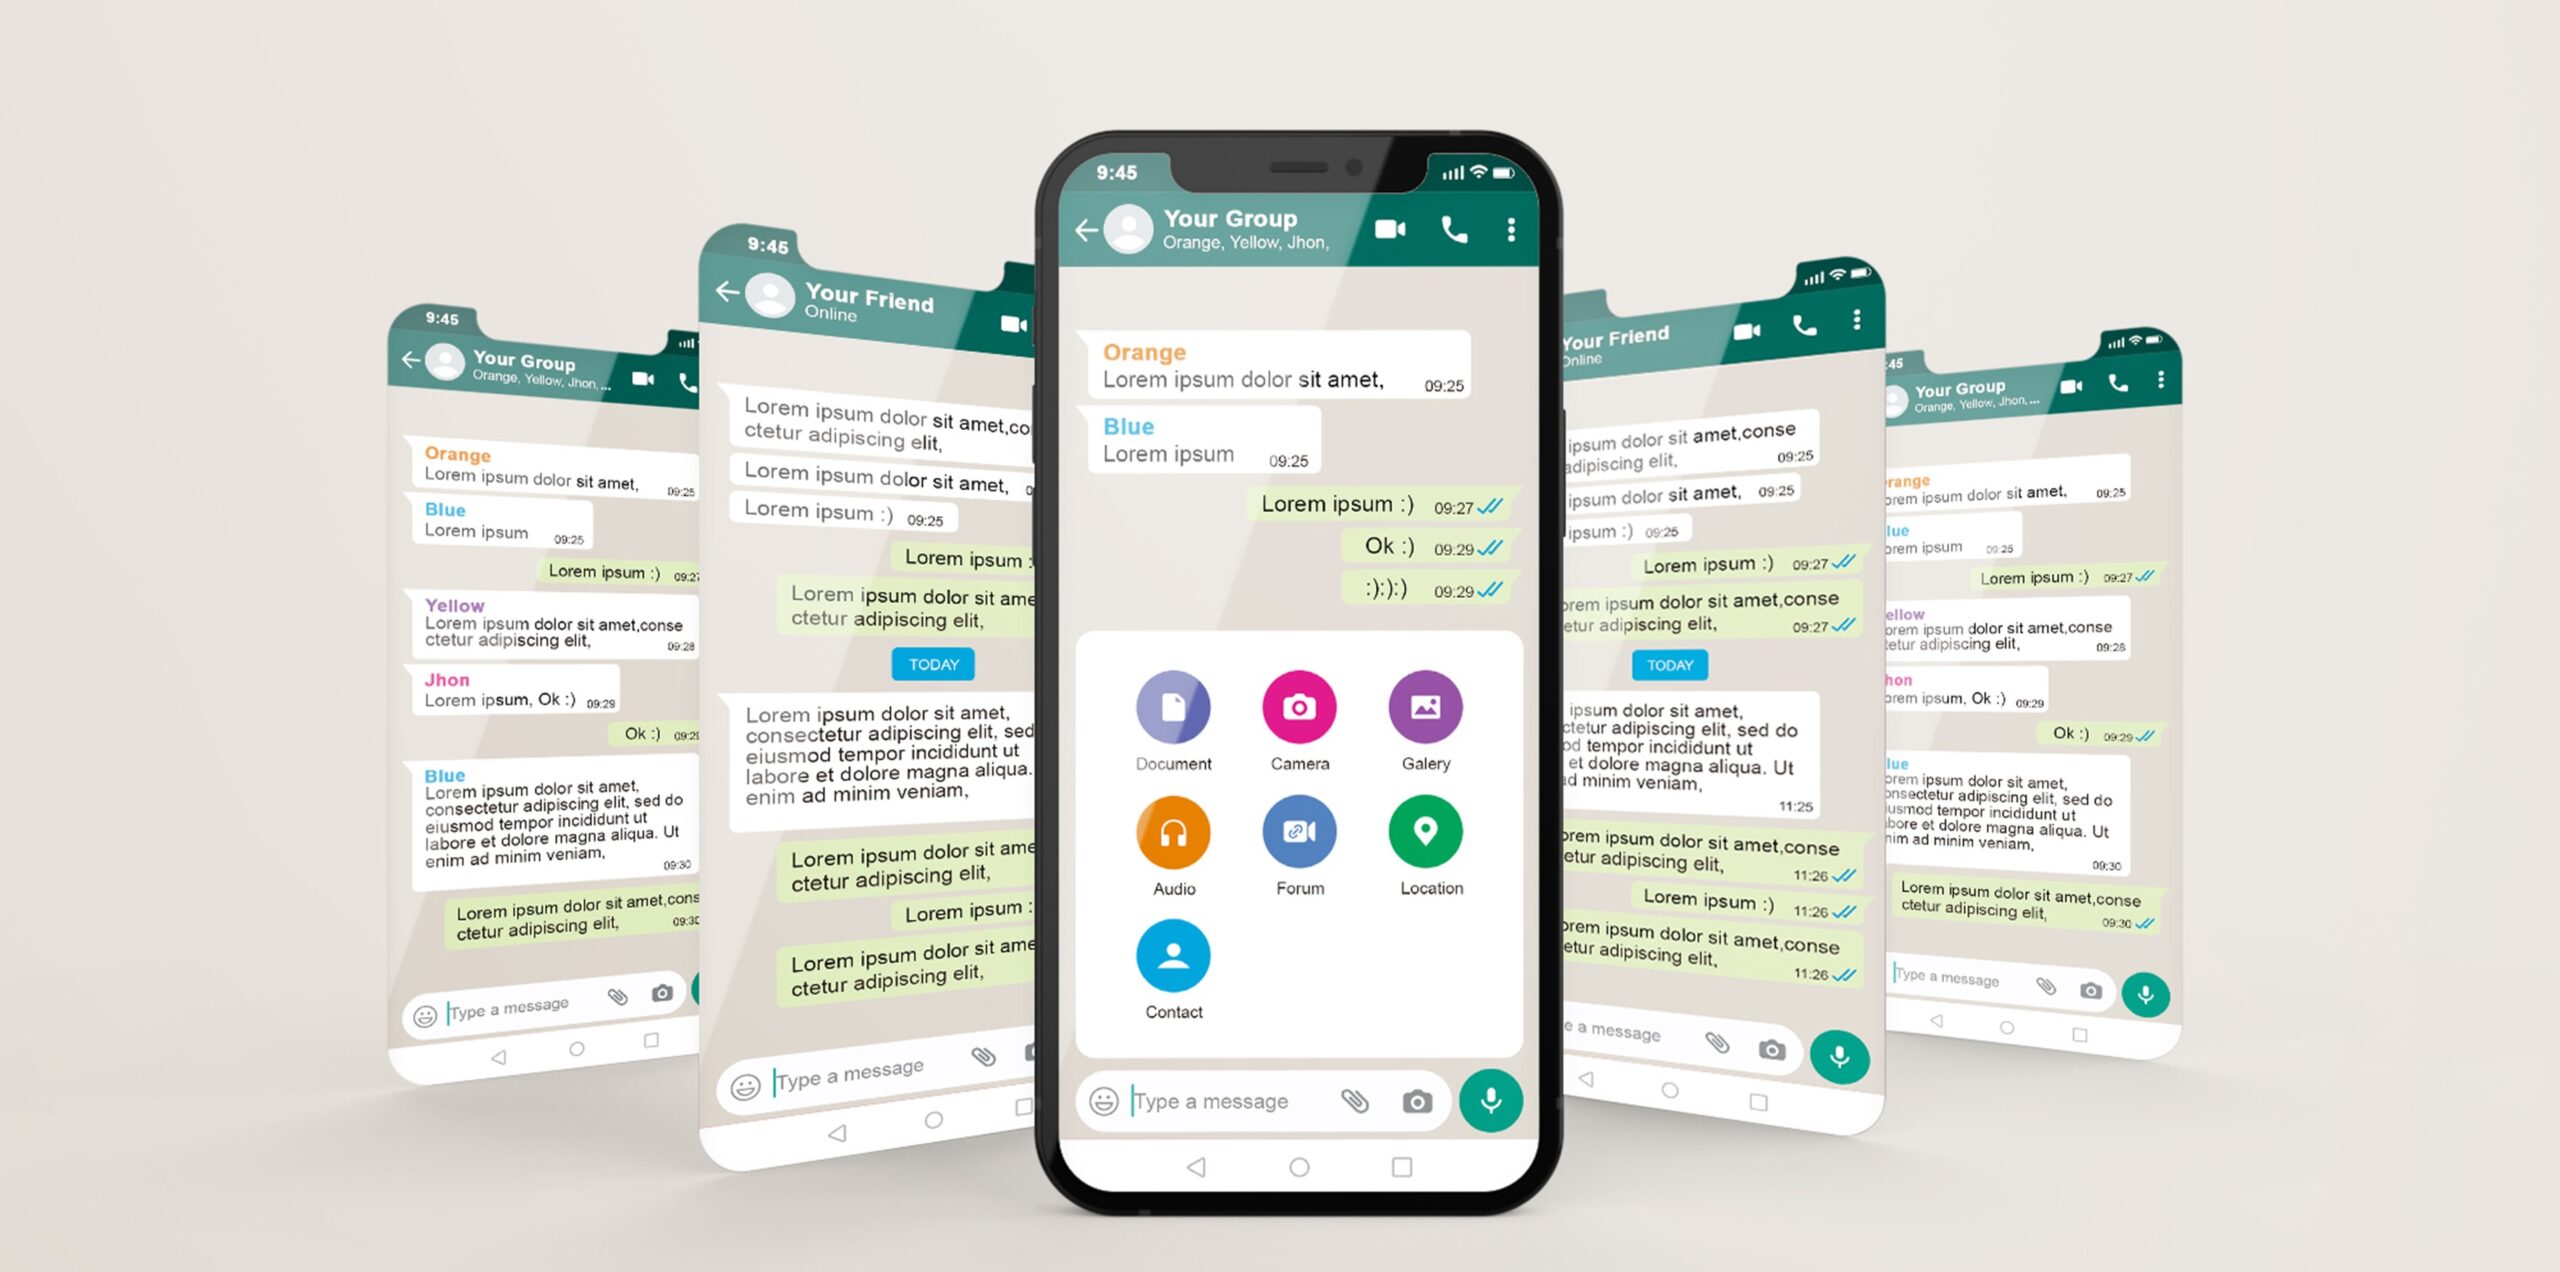 9:45
Your Group
Orange, Yellow, Jhon, ...
Orange
Lorem ipsum dolor sit amet,
09:25
Blue
Lorem ipsum
09:25
Lorem ipsum :)
Yellow
Lorem ipsum dolor sit amet,conse
ctetur adipiscing elit,
09:28
Jhon
Lorem ipsum, Ok :)
09:29
Ok :)
Blue
Lorem ipsum dolor sit amet,
consectetur adipiscing elit, sed do
eiusmod tempor incididunt ut
labore et dolore magna aliqua. Ut
enim ad minim veniam,
09:30
Lorem ipsum dolor sit amet,cons
ctetur adipiscing elit,
Type a message
9:45
Your Friend
Online
Lorem ipsum dolor sit amet,co
ctetur adipiscing elit,
Lorem ipsum dolor sit amet,
Lorem ipsum :)
09:25
Lorem ipsum :
Lorem ipsum dolor sit ame
ctetur adipiscing elit,
TODAY
Lorem ipsum dolor sit amet,
consectetur adipiscing elit, sed
eiusmod tempor incididunt ut
labore et dolore magna aliqua.
enim ad minim veniam,
Lorem ipsum dolor sit ame
ctetur adipiscing elit,
Lorem ipsum :
Lorem ipsum dolor sit ame
ctetur adipiscing elit,
Type a message
9:45
Your Group
Orange, Yellow, Jhon,
Orange
Lorem ipsum dolor sit amet,
09:25
Blue
Lorem ipsum
09:25
Lorem ipsum :)
09:27
Ok :)
09:29
:):):)
09:29
Document
Camera
Galery
Audio
Forum
Location
Contact
Type a message
Your Friend
Online
ipsum dolor sit amet,conse
adipiscing elit,
09:25
ipsum dolor sit amet,
09:25
ipsum :)
09:25
Lorem ipsum :)
09:27
orem ipsum dolor sit amet,conse
etur adipiscing elit,
09:27
TODAY
ipsum dolor sit amet,
ctetur adipiscing elit, sed do
od tempor incididunt ut
et dolore magna aliqua. Ut
ad minim veniam,
11:25
orem ipsum dolor sit amet,conse
etur adipiscing elit,
11:26
Lorem ipsum :)
11:26
orem ipsum dolor sit amet,conse
etur adipiscing elit,
11:26
e a message
:45
Your Group
Orange, Yellow, Jhon, ...
range
orem ipsum dolor sit amet,
09:25
lue
orem ipsum
09:25
Lorem ipsum :)
09:27
ellow
orem ipsum dolor sit amet,conse
tetur adipiscing elit,
09:28
hon
orem ipsum, Ok :)
09:29
Ok :)
09:29
lue
orem ipsum dolor sit amet,
onsectetur adipiscing elit, sed do
iusmod tempor incididunt ut
abore et dolore magna aliqua. Ut
nim ad minim veniam,
09:30
Lorem ipsum dolor sit amet,conse
ctetur adipiscing elit,
09:30
Type a message